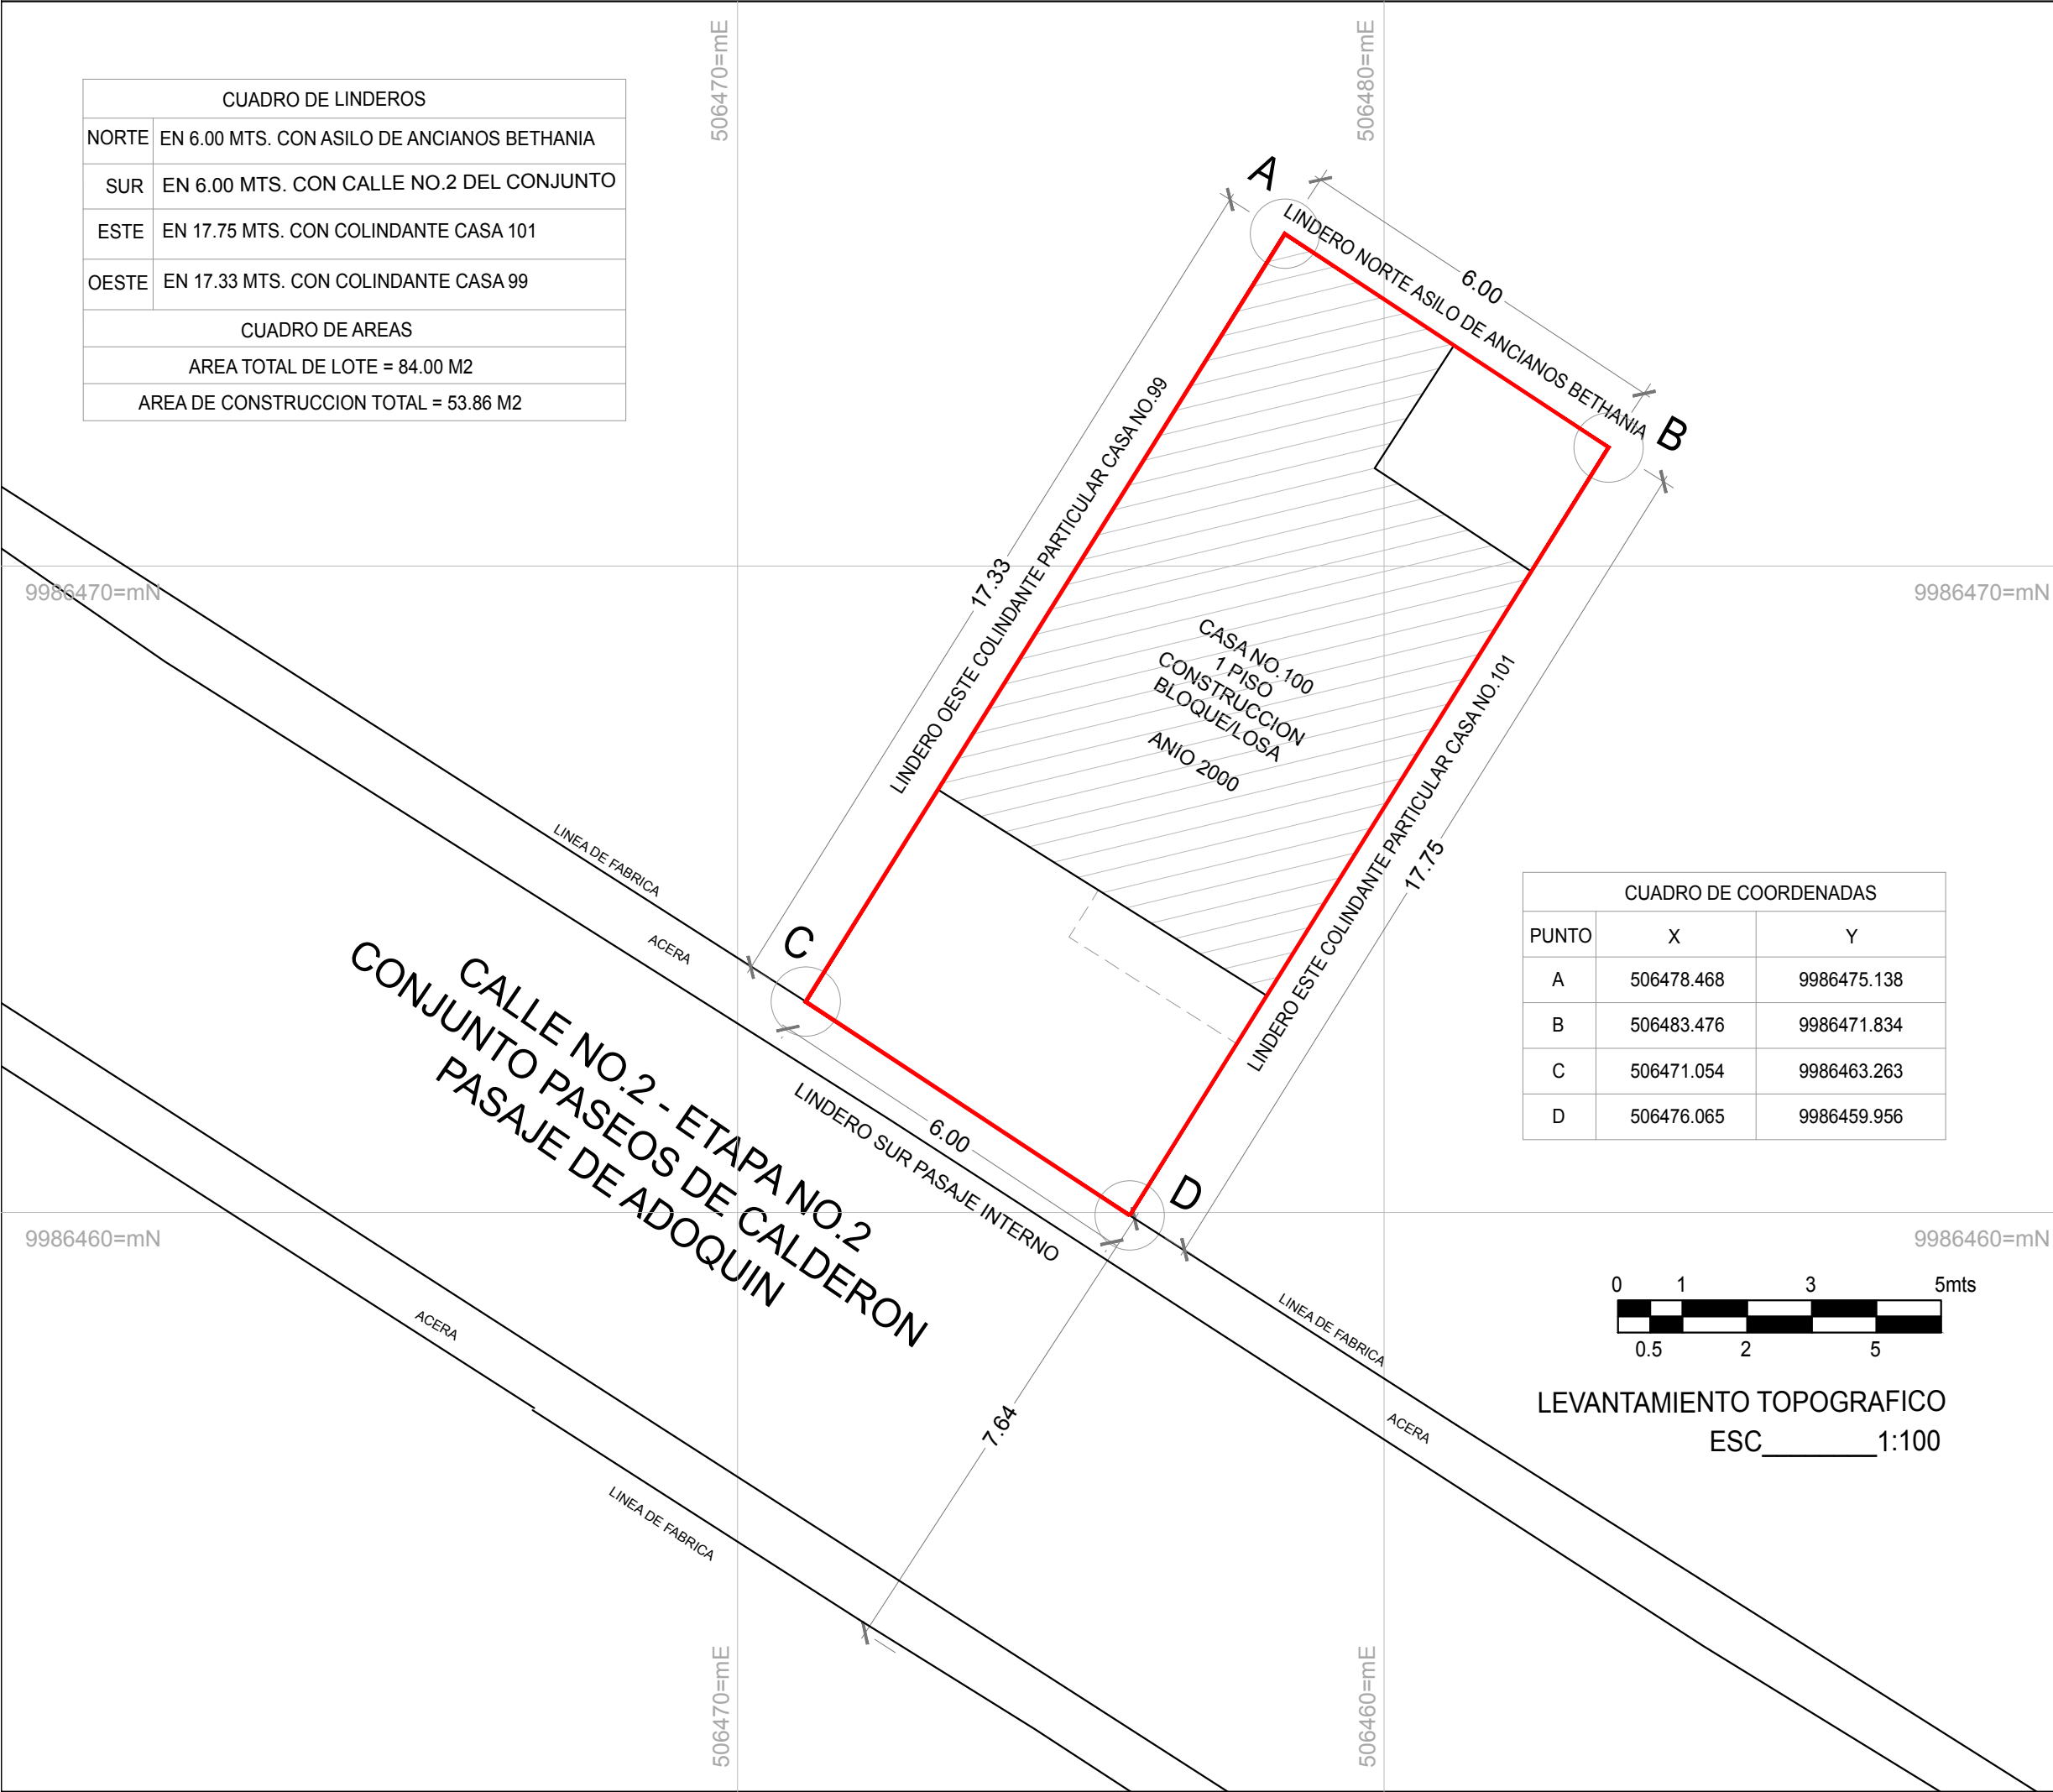 506470=mE
506480=mE
CUADRO DE LINDEROS
NORTE EN 6.00 MTS. CON ASILO DE ANCIANOS BETHANIA
SUR EN 6.00 MTS. CON CALLE NO.2 DEL CONJUNTO
ESTE EN 17.75 MTS. CON COLINDANTE CASA 101
OESTE EN 17.33 MTS. CON COLINDANTE CASA 99
CUADRO DE AREAS
AREA TOTAL DE LOTE = 84.00 M2
AREA DE CONSTRUCCION TOTAL = 53.86 M2
A
LINDERO NORTE ASILO DE ANCIANOS BETHANIA
6.00
B
LINDERO OESTE COLINDANTE PARTICULAR CASA NO.99
17.33
9986470=mN
9986470=mN
CASA NO.100
1 PISO
CONSTRUCCION
BLOQUE/LOSA
ANIO 2000
LINDERO ESTE COLINDANTE PARTICULAR CASA NO.101
17.75
LINEA DE FABRICA
ACERA
C
CALLE NO.2 - ETAPA NO.2
CONJUNTO PASEOS DE CALDERON
PASAJE DE ADOQUIN
6.00
LINDERO SUR PASAJE INTERNO
D
CUADRO DE COORDENADAS
PUNTO X Y
A 506478.468 9986475.138
B 506483.476 9986471.834
C 506471.054 9986463.263
D 506476.065 9986459.956
9986460=mN
9986460=mN
0 1 3 5mts
0.5 2 5
LEVANTAMIENTO TOPOGRAFICO
ESC_________1:100
ACERA
LINEA DE FABRICA
7.64
LINEA DE FABRICA
ACERA
506470=mE
506460=mE